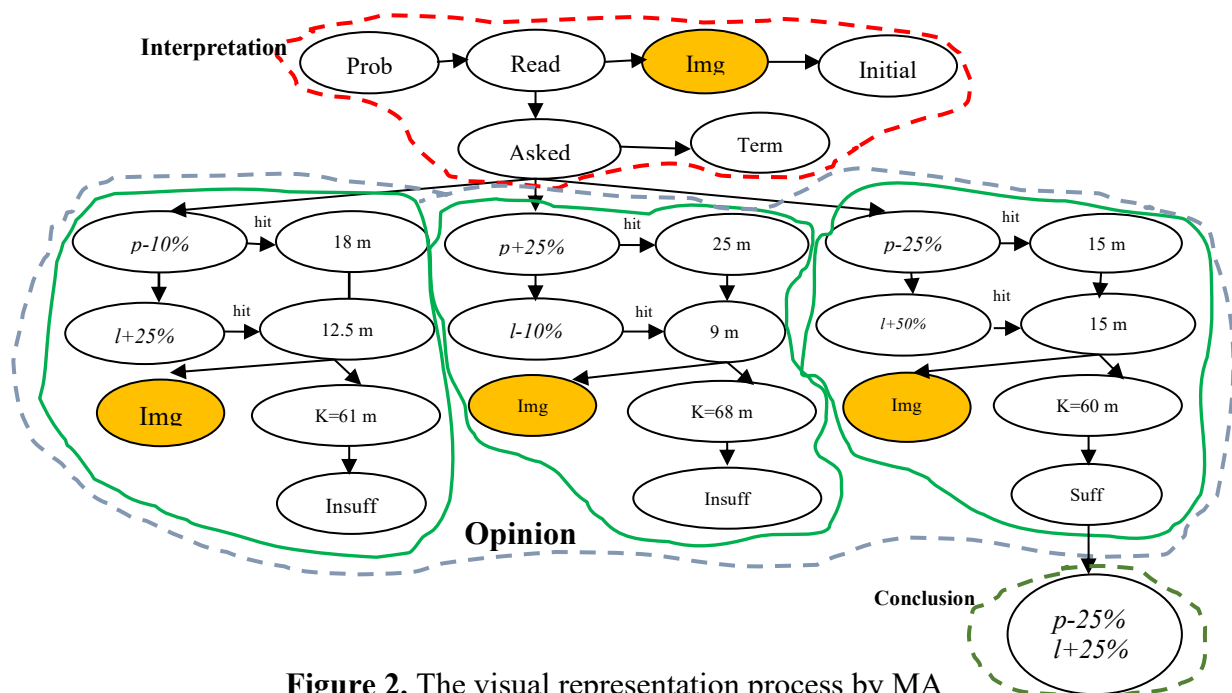 Interpretation
Prob
Read
Img
Initial
Asked
Term
p-10%
hit
18 m
l+25%
hit
12.5 m
Img
K=61 m
Insuff
p+25%
hit
25 m
l-10%
hit
9 m
Img
K=68 m
Insuff
p-25%
hit
15 m
l+50%
hit
15 m
Img
K=60 m
Suff
Opinion
Conclusion
p-25%
l+25%
Figure 2. The visual representation process by MA